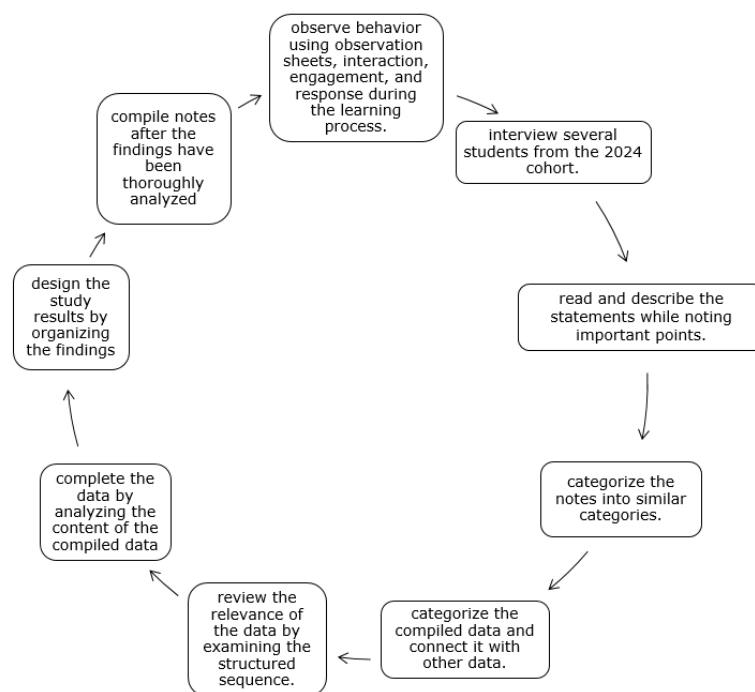 observe behavior
using observation
sheets, interaction,
engagement, and
response during
the learning
process.
interview several
students from the 2024
cohort.
read and describe the
statements while noting
important points.
categorize the
notes into similar
categories.
categorize the
compiled data and
connect it with
other data.
review the
relevance of
the data by
examining the
structured
sequence.
complete the
data by
analyzing the
content of the
compiled data
design the
study
results by
organizing
the findings
compile notes
after the
findings have
been
thoroughly
analyzed